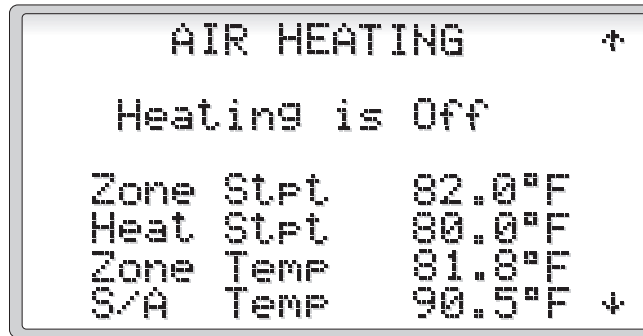 AIR HEATING ↑
Heating is Off
Zone Stpt 82.0°F
Heat Stpt 80.0°F
Zone Temp 81.8°F
S/A Temp 90.5°F ↓